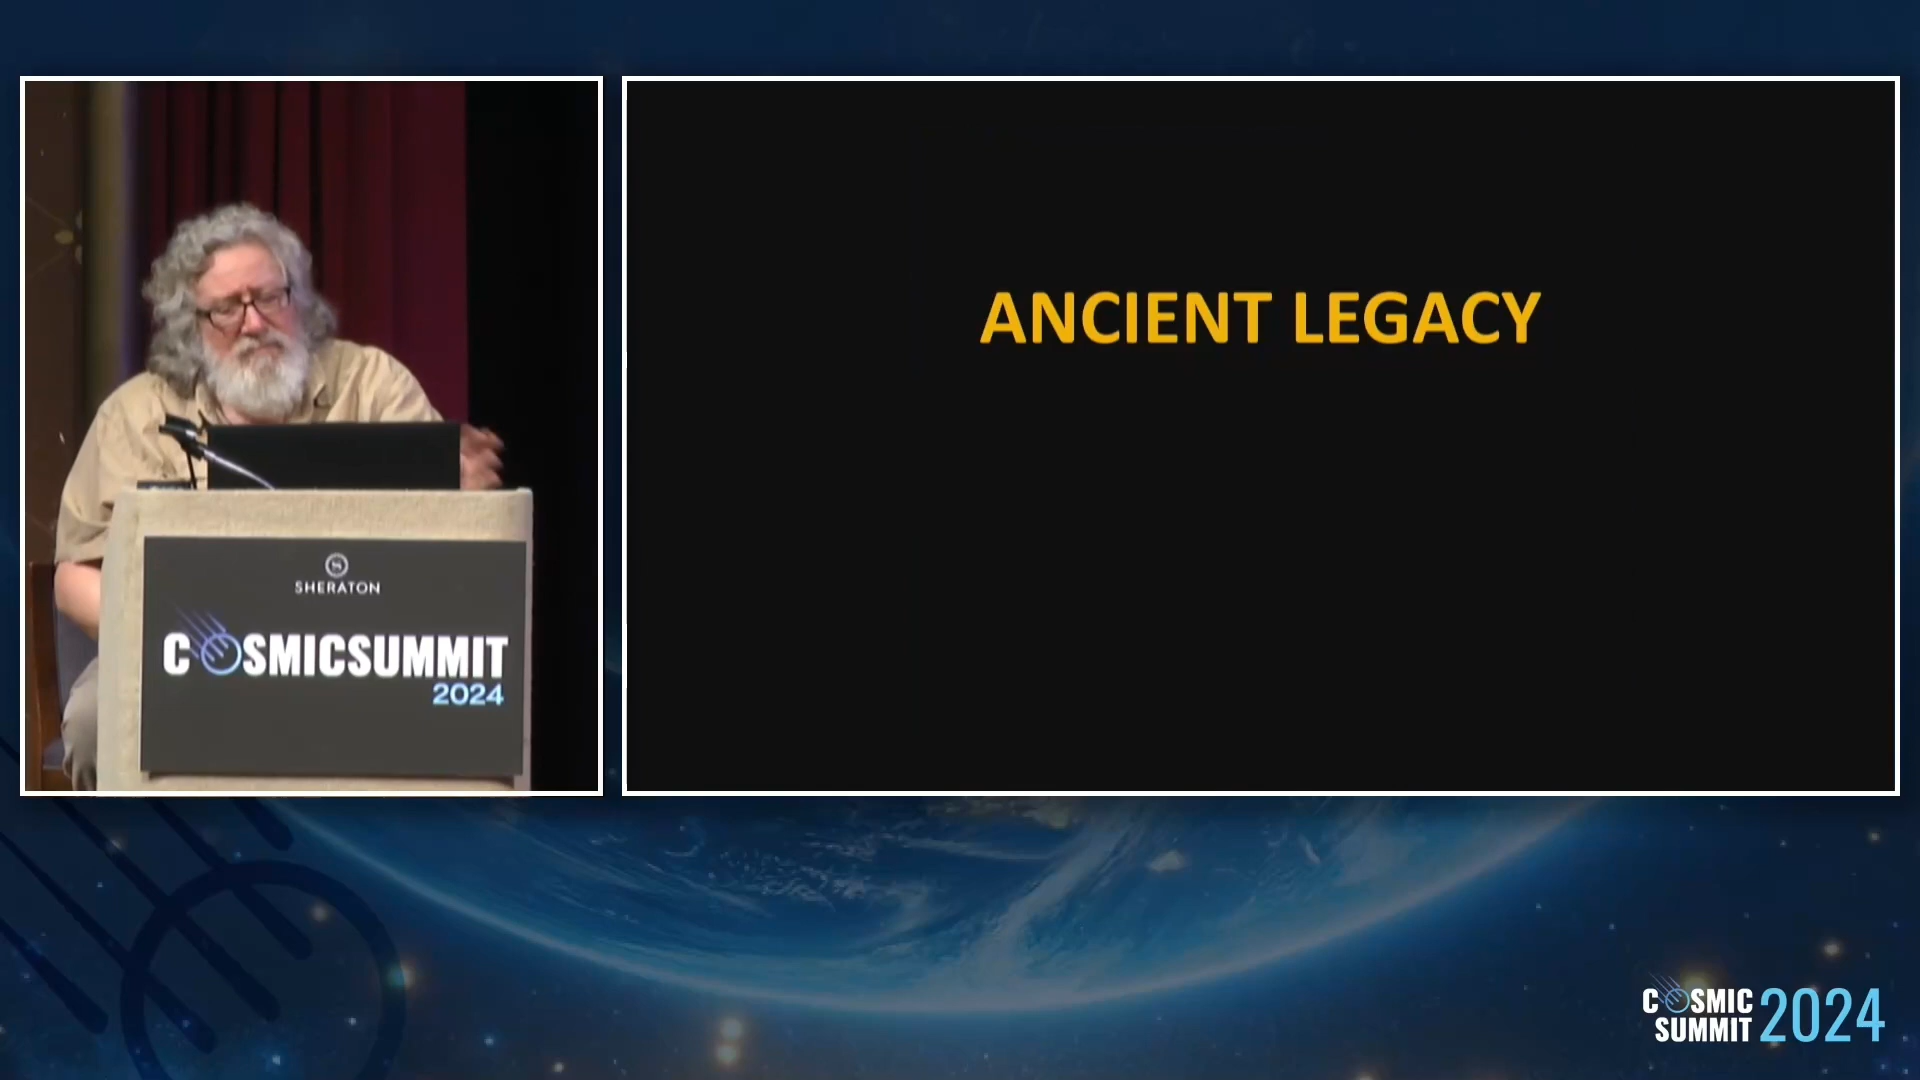 ANCIENT LEGACY
SHERATON
COSMICSUMMIT
2024
COSMIC
SUMMIT 2024